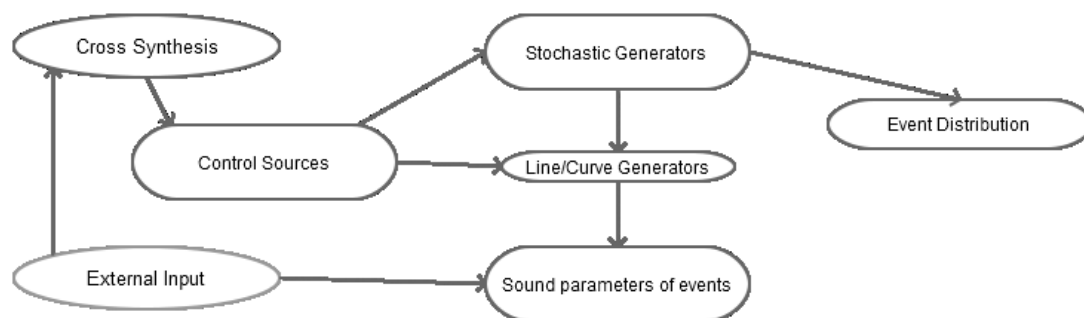 Cross Synthesis
Stochastic Generators
Event Distribution
Control Sources
Line/Curve Generators
External Input
Sound parameters of events